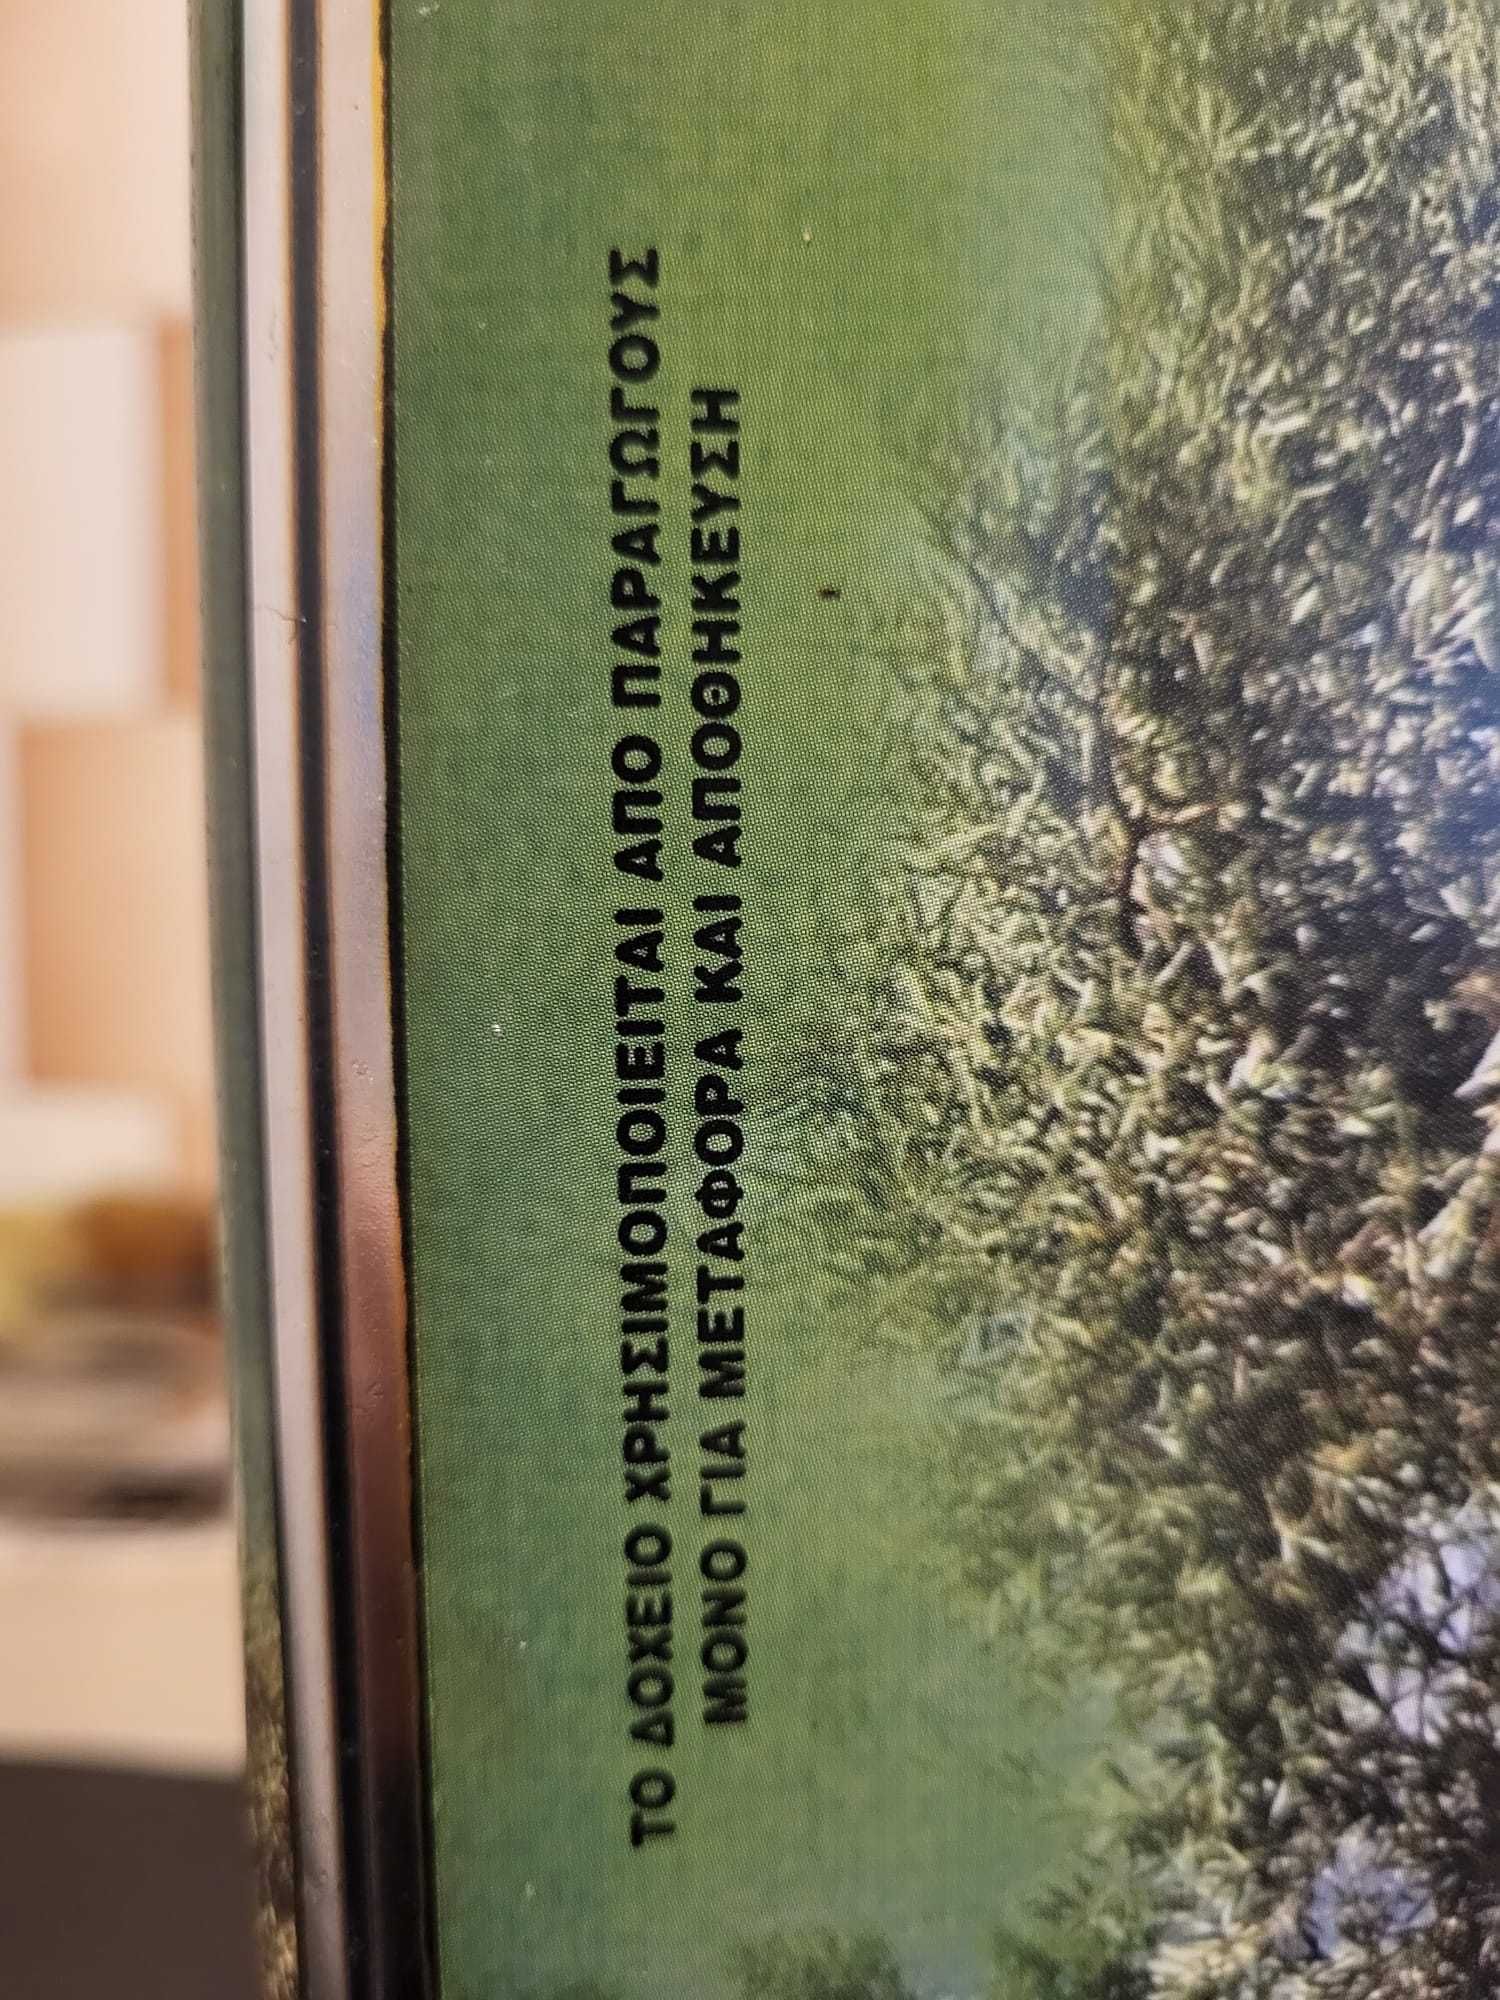 ΤΟ ΔΟΧΕΙΟ ΧΡΗΣΙΜΟΠΟΙΕΙΤΑΙ ΑΠΟ ΠΑΡΑΓΩΓΟΥΣ
ΜΟΝΟ ΓΙΑ ΜΕΤΑΦΟΡΑ ΚΑΙ ΑΠΟΘΗΚΕΥΣΗ